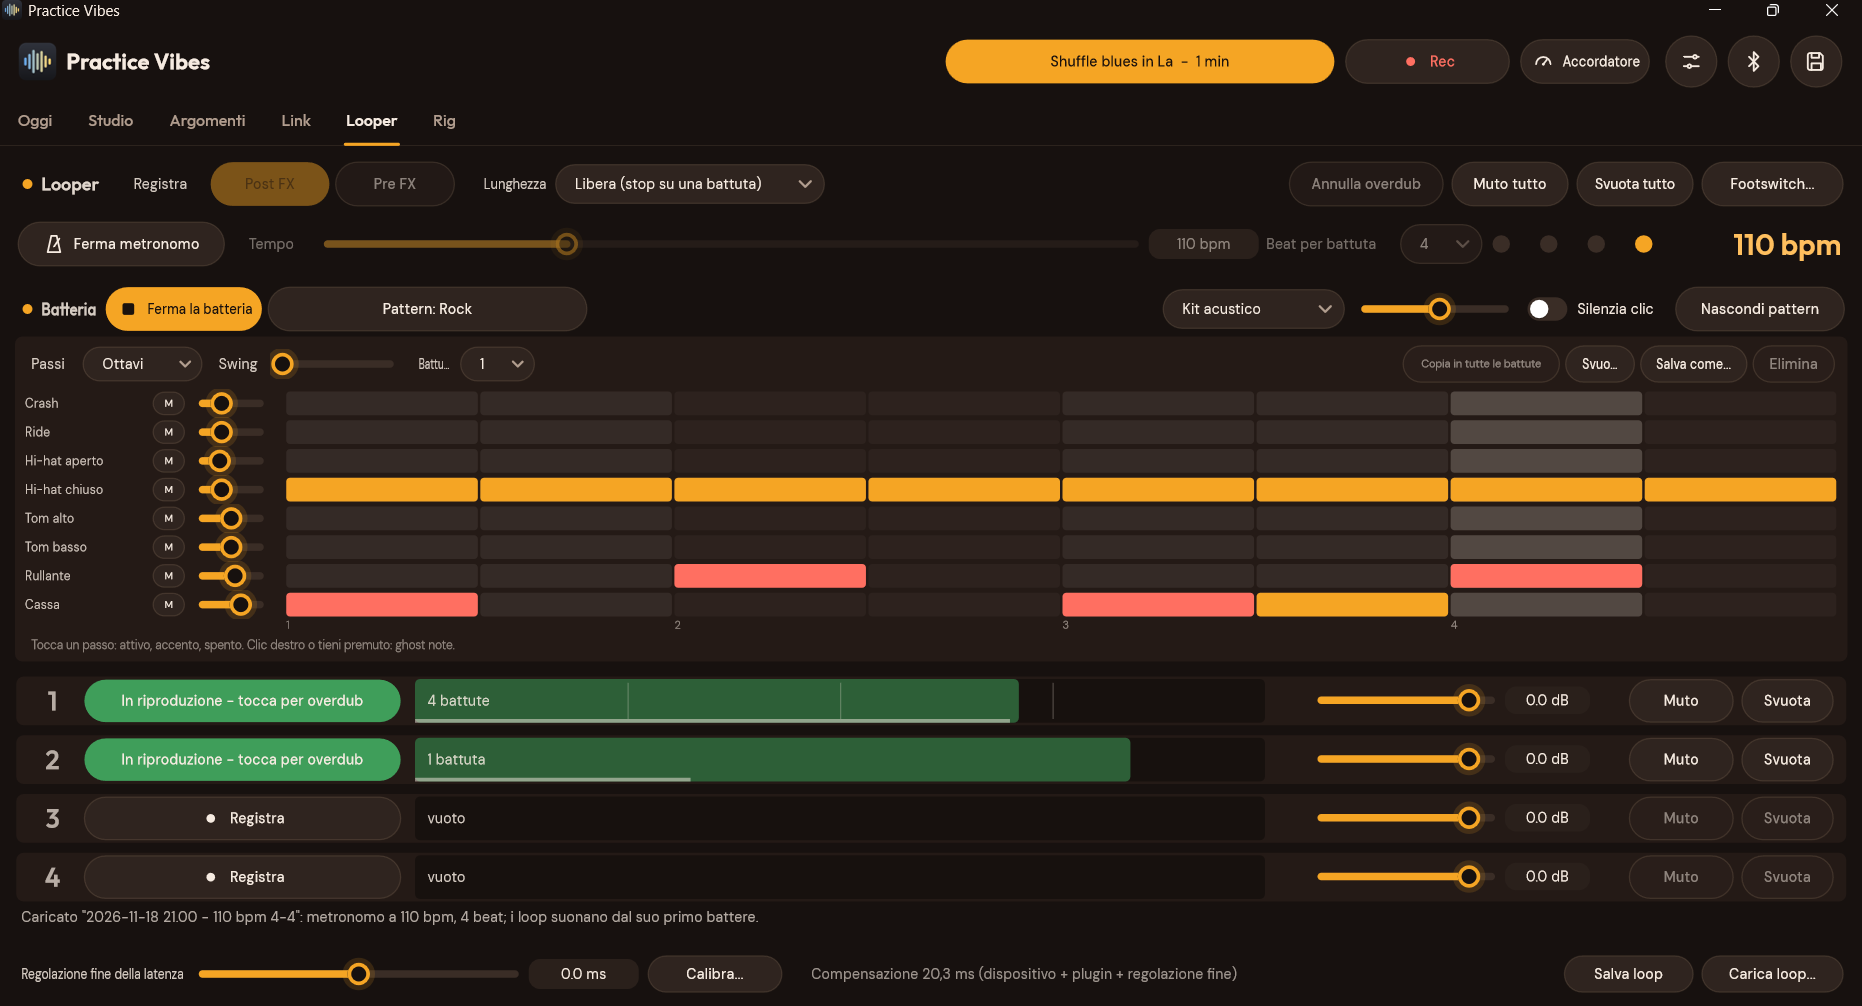 Practice Vibes
Practice Vibes
Shuffle blues in La - 1 min
Rec
Accordatore
Oggi
Studio
Argomenti
Link
Looper
Rig
Looper
Registra
Post FX
Pre FX
Lunghezza
Libera (stop su una battuta)
Annulla overdub
Muto tutto
Svuota tutto
Footswitch...
Ferma metronomo
Tempo
110 bpm
Beat per battuta
4
110 bpm
Batteria
Ferma la batteria
Pattern: Rock
Kit acustico
Silenzia clic
Nascondi pattern
Passi
Ottavi
Swing
Battu...
1
Copia in tutte le battute
Svuo...
Salva come...
Elimina
Crash
M
Ride
M
Hi-hat aperto
M
Hi-hat chiuso
M
Tom alto
M
Tom basso
M
Rullante
M
Cassa
M
1
2
3
4
Tocca un passo: attivo, accento, spento. Clic destro o tieni premuto: ghost note.
1
In riproduzione - tocca per overdub
4 battute
0.0 dB
Muto
Svuota
2
In riproduzione - tocca per overdub
1 battuta
0.0 dB
Muto
Svuota
3
Registra
vuoto
0.0 dB
Muto
Svuota
4
Registra
vuoto
0.0 dB
Muto
Svuota
Caricato "2026-11-18 21.00 - 110 bpm 4-4": metronomo a 110 bpm, 4 beat; i loop suonano dal suo primo battere.
Regolazione fine della latenza
0.0 ms
Calibra...
Compensazione 20,3 ms (dispositivo + plugin + regolazione fine)
Salva loop
Carica loop...